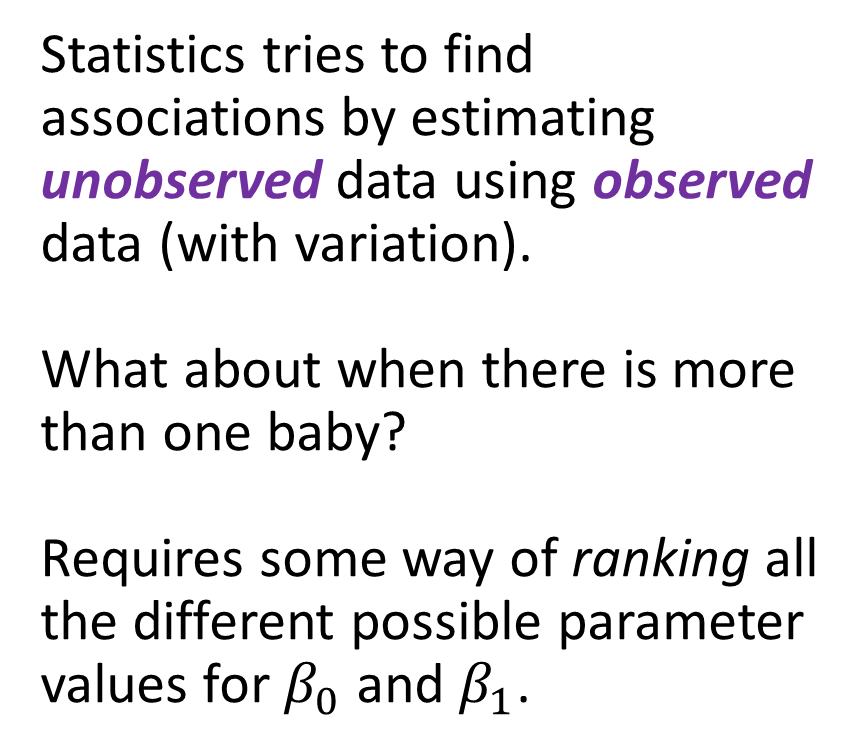 Statistics tries to find
associations by estimating
unobserved data using observed
data (with variation).
What about when there is more
than one baby?
Requires some way of ranking all
the different possible parameter
values for β₀ and β₁.